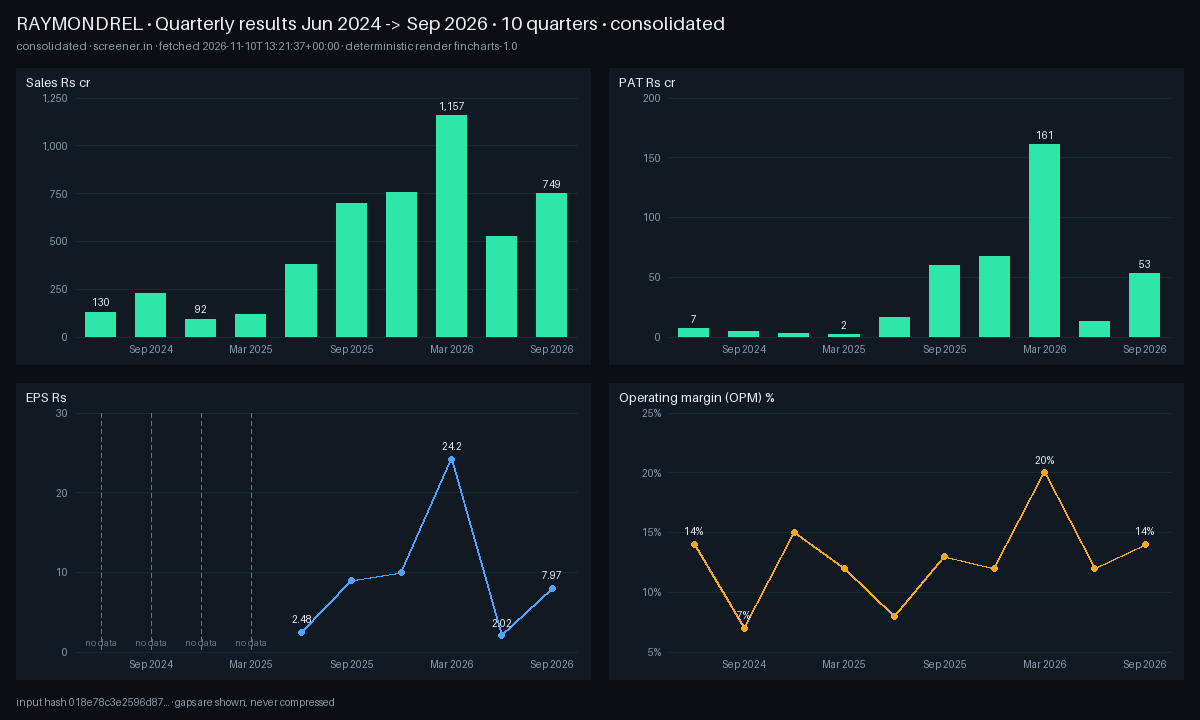 RAYMONDREL · Quarterly results Jun 2024 -> Sep 2026 · 10 quarters · consolidated
consolidated · screener.in · fetched 2026-11-10T13:21:37+00:00 · deterministic render fincharts-1.0
Sales Rs cr
1,250
1,000
750
500
250
0
130
92
1,157
749
Sep 2024
Mar 2025
Sep 2025
Mar 2026
Sep 2026
PAT Rs cr
200
150
100
50
0
7
2
161
53
Sep 2024
Mar 2025
Sep 2025
Mar 2026
Sep 2026
EPS Rs
30
20
10
0
no data
no data
no data
no data
2.48
24.2
2.02
7.97
Sep 2024
Mar 2025
Sep 2025
Mar 2026
Sep 2026
Operating margin (OPM) %
25%
20%
15%
10%
5%
14%
7%
20%
14%
Sep 2024
Mar 2025
Sep 2025
Mar 2026
Sep 2026
input hash 018e78c3e2596d87... · gaps are shown, never compressed